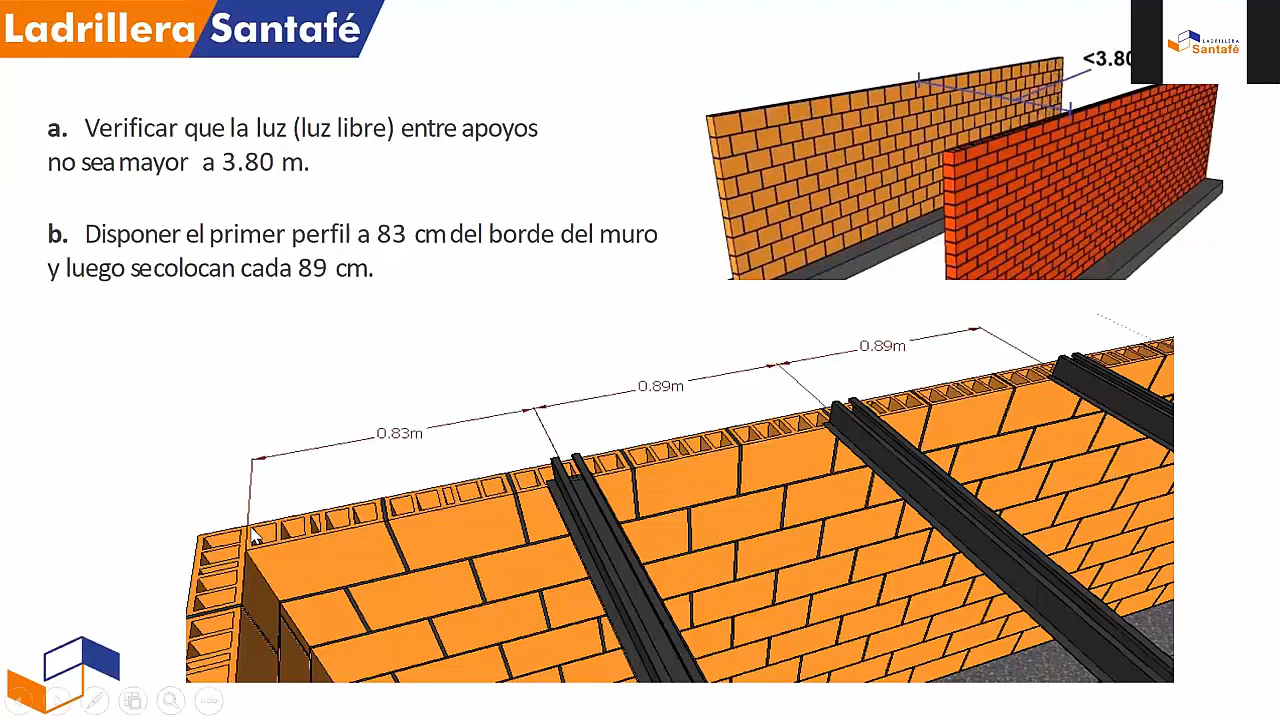 Ladrillera Santafé
LADRILLERA
Santafé
<3.80
a. Verificar que la luz (luz libre) entre apoyos
no sea mayor a 3.80 m.
b. Disponer el primer perfil a 83 cm del borde del muro
y luego se colocan cada 89 cm.
0.89m
0.89m
0.83m